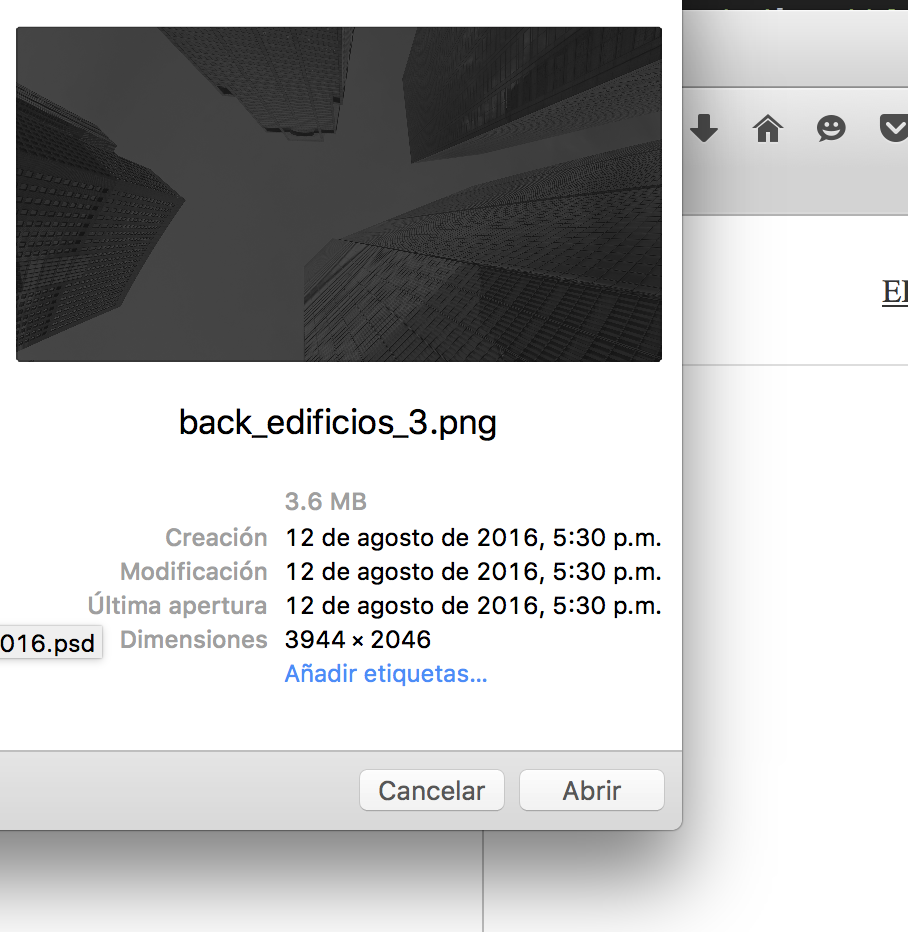 back_edificios_3.png
3.6 MB
Creación 12 de agosto de 2016, 5:30 p.m.
Modificación 12 de agosto de 2016, 5:30 p.m.
Última apertura 12 de agosto de 2016, 5:30 p.m.
016.psd
Dimensiones 3944 × 2046
Añadir etiquetas...
Cancelar
Abrir